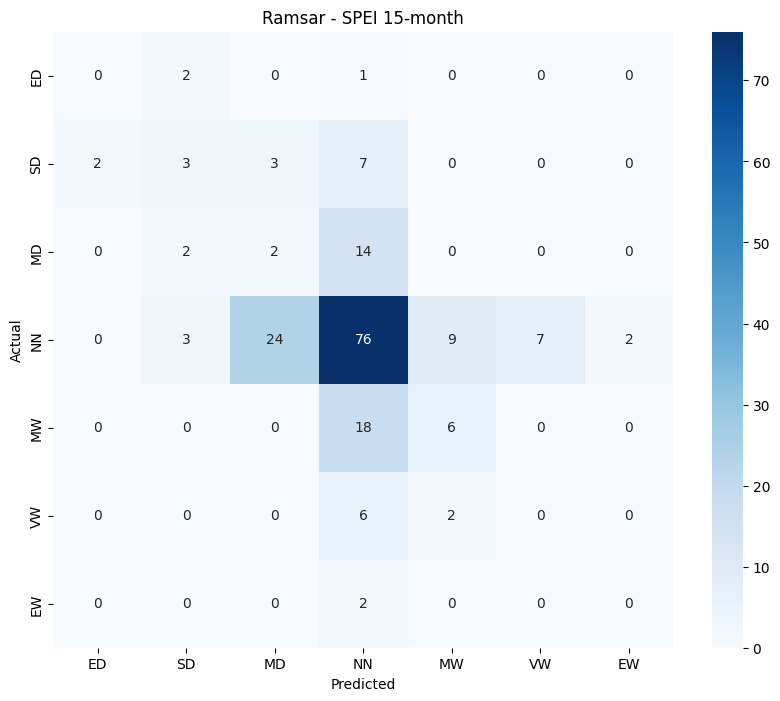 Ramsar - SPEI 15-month
ED 0 2 0 1 0 0 0
SD 2 3 3 7 0 0 0
MD 0 2 2 14 0 0 0
NN 0 3 24 76 9 7 2
MW 0 0 0 18 6 0 0
VW 0 0 0 6 2 0 0
EW 0 0 0 2 0 0 0
ED SD MD NN MW VW EW
Predicted
Actual
70
60
50
40
30
20
10
0